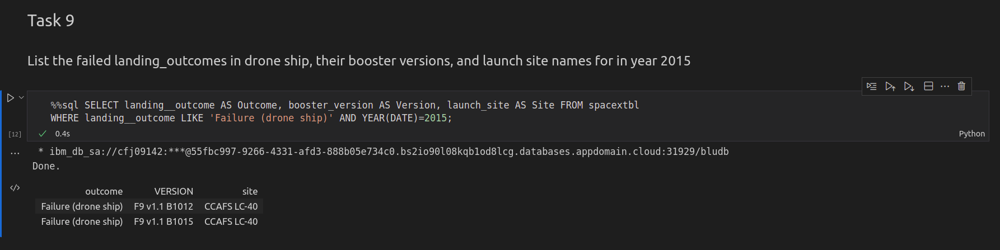 Task 9
List the failed landing_outcomes in drone ship, their booster versions, and launch site names for in year 2015
%%sql SELECT landing__outcome AS Outcome, booster_version AS Version, launch_site AS Site FROM spacextbl
WHERE landing__outcome LIKE 'Failure (drone ship)' AND YEAR(DATE)=2015;
[12] 0.4s Python
* ibm_db_sa://cfj09142:***@55fbc997-9266-4331-afd3-888b05e734c0.bs2io90l08kqb1od8lcg.databases.appdomain.cloud:31929/bludb
Done.
outcome VERSION site
Failure (drone ship) F9 v1.1 B1012 CCAFS LC-40
Failure (drone ship) F9 v1.1 B1015 CCAFS LC-40